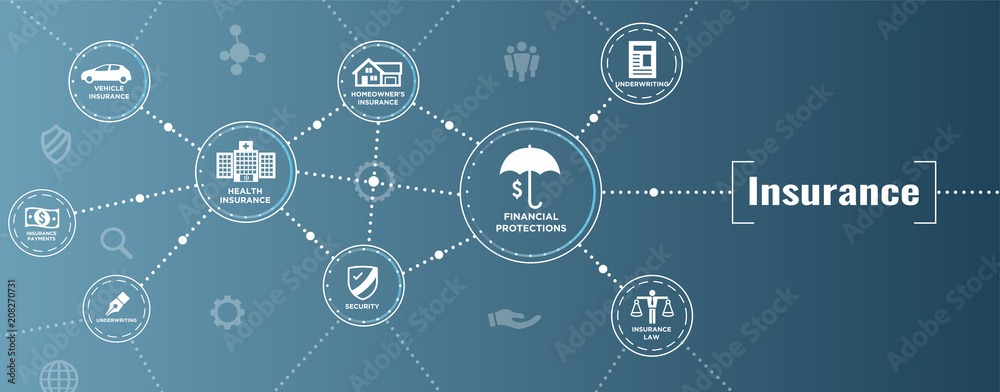 VEHICLE
INSURANCE
HOMEOWNER'S
INSURANCE
UNDERWRITING
HEALTH
INSURANCE
$
FINANCIAL
PROTECTIONS
Insurance
$
INSURANCE
PAYMENTS
SECURITY
UNDERWRITING
INSURANCE
LAW
Adobe Stock | #208270731